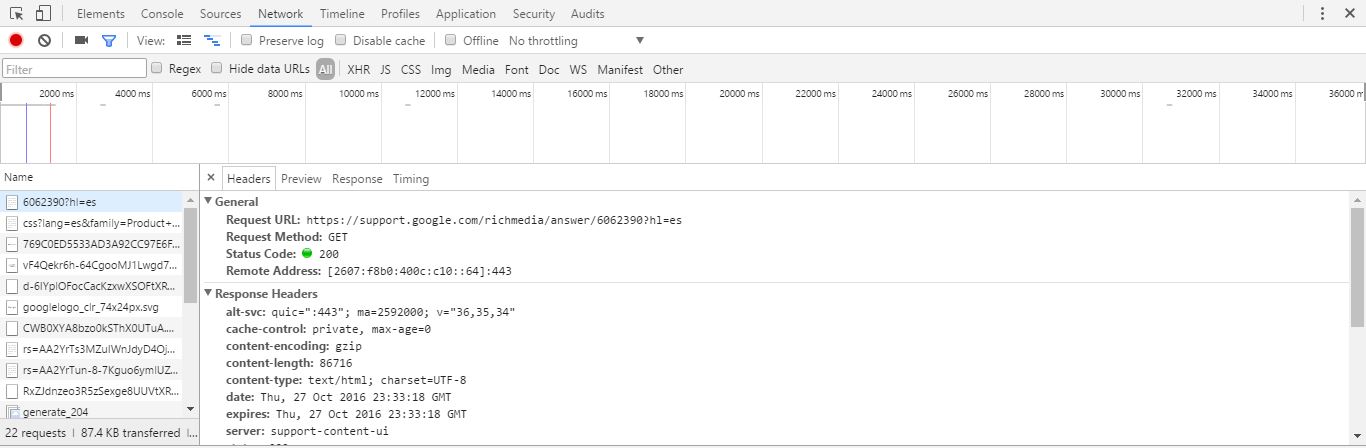 Elements Console Sources Network Timeline Profiles Application Security Audits
View: Preserve log Disable cache Offline No throttling
Filter Regex Hide data URLs All XHR JS CSS Img Media Font Doc WS Manifest Other
2000 ms 4000 ms 6000 ms 8000 ms 10000 ms 12000 ms 14000 ms 16000 ms 18000 ms 20000 ms 22000 ms 24000 ms 26000 ms 28000 ms 30000 ms 32000 ms 34000 ms 36000 m
Name
6062390?hl=es
css?lang=es&family=Product+...
769C0ED5533AD3A92CC97E6F...
vF4Qekr6h-64CgooMJ1Lwgd7...
d-6IYplOFocCacKzxwXSOFtXR...
googlelogo_clr_74x24px.svg
CWB0XYA8bzo0kSThX0UTuA....
rs=AA2YrTs3MZuIWnJdyD4Oj...
rs=AA2YrTun-8-7Kguo6ymIUZ...
RxZJdnzeo3R5zSexge8UUVtXR...
generate_204
22 requests | 87.4 KB transferred |...
× Headers Preview Response Timing
General
Request URL: https://support.google.com/richmedia/answer/6062390?hl=es
Request Method: GET
Status Code: 200
Remote Address: [2607:f8b0:400c:c10::64]:443
Response Headers
alt-svc: quic=":443"; ma=2592000; v="36,35,34"
cache-control: private, max-age=0
content-encoding: gzip
content-length: 86716
content-type: text/html; charset=UTF-8
date: Thu, 27 Oct 2016 23:33:18 GMT
expires: Thu, 27 Oct 2016 23:33:18 GMT
server: support-content-ui